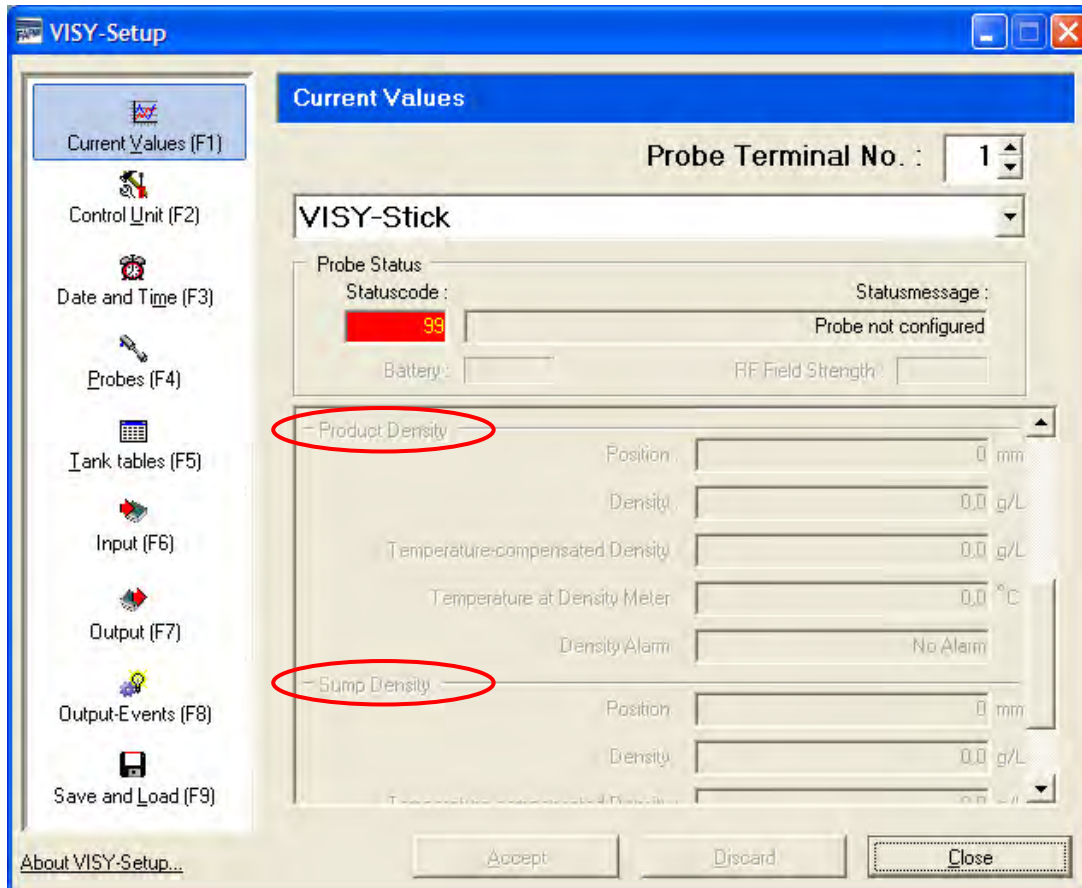 VISY-Setup
Current Values (F1)
Control Unit (F2)
Date and Time (F3)
Probes (F4)
Tank tables (F5)
Input (F6)
Output (F7)
Output-Events (F8)
Save and Load (F9)
About VISY-Setup...
Current Values
Probe Terminal No. : 1
VISY-Stick
Probe Status
Statuscode : Statusmessage :
99 Probe not configured
Battery : RF Field Strength :
Product Density
Position 0 mm
Density 0,0 g/L
Temperature-compensated Density 0,0 g/L
Temperature at Density Meter 0,0 °C
Density Alarm No Alarm
Sump Density
Position 0 mm
Density 0,0 g/L
Accept Discard Close